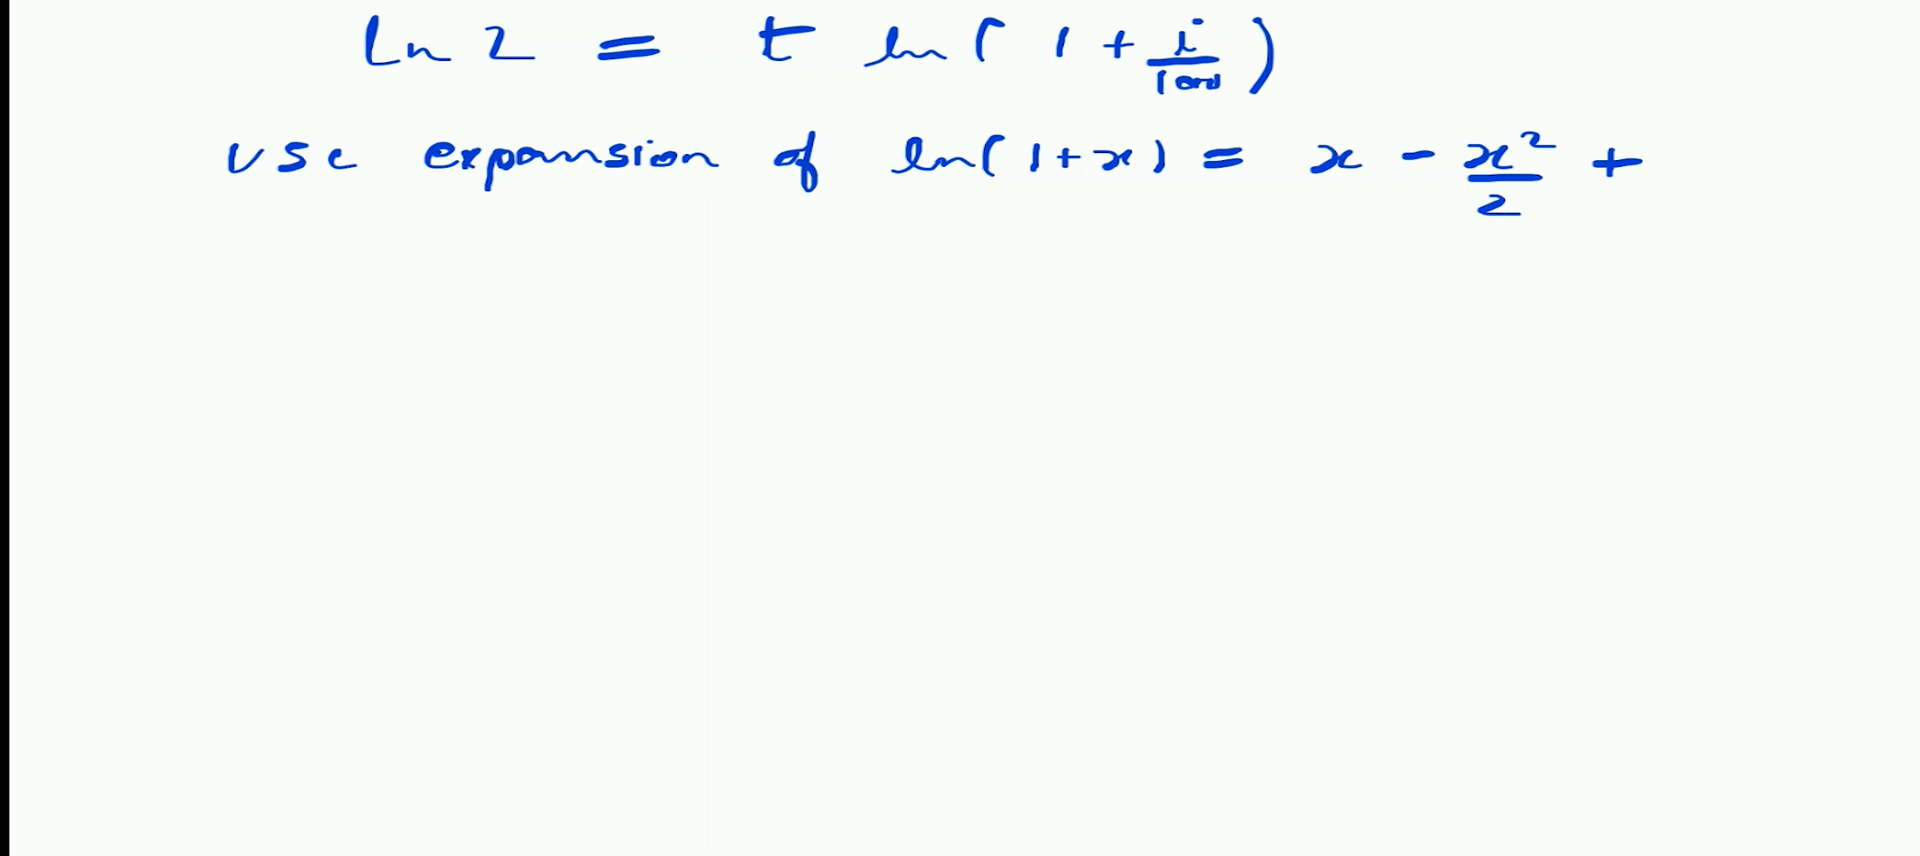 ln 2 = t ln( 1 + i/100 )
use expansion of ln( 1 + x ) = x - x²/2 +